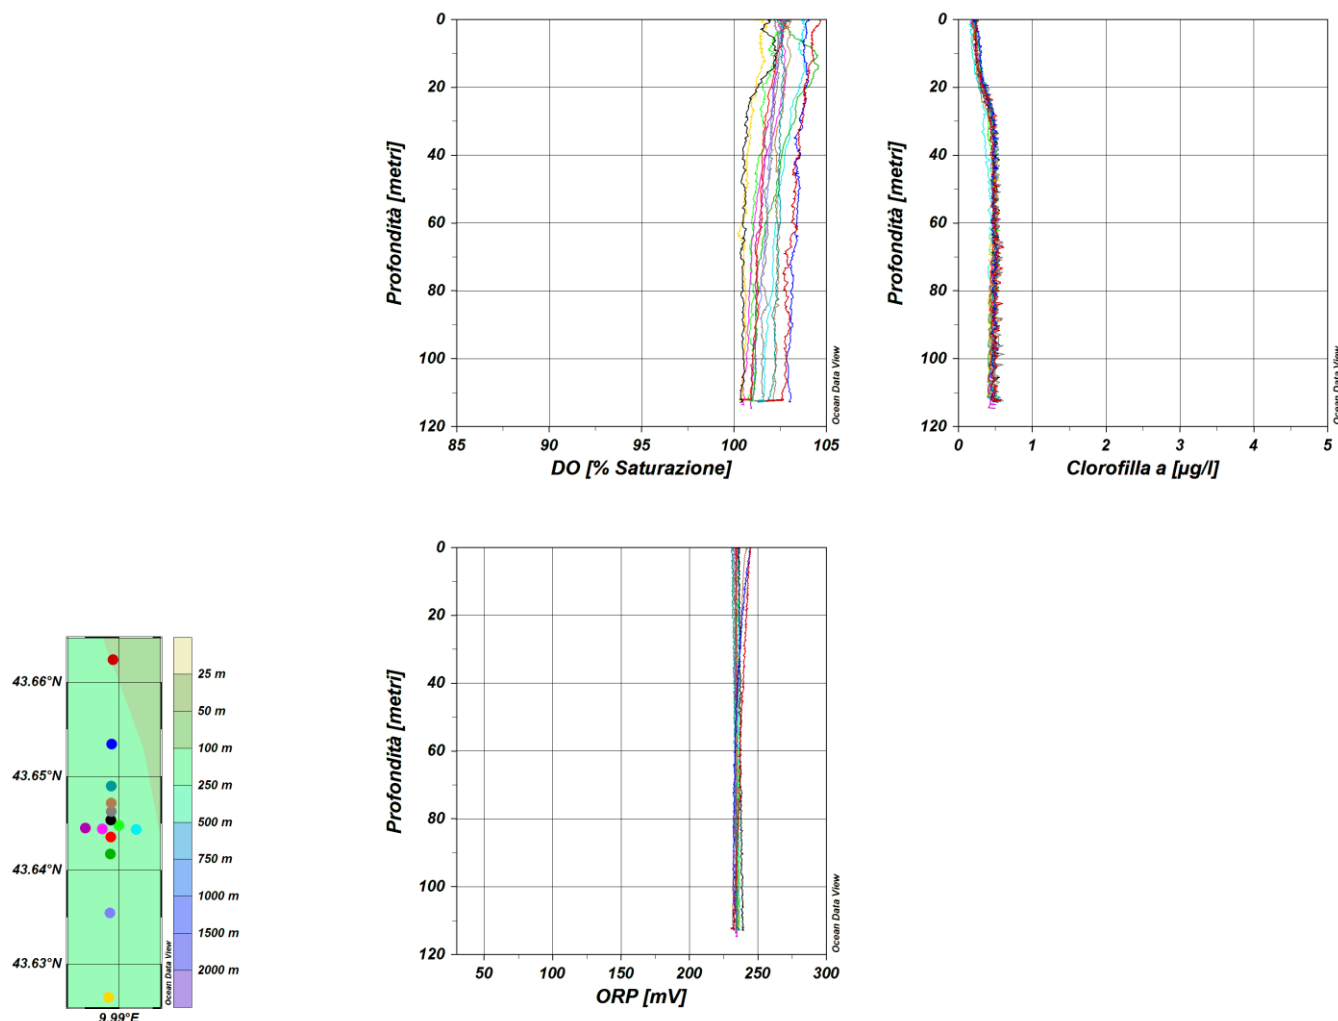 0
20
40
60
80
100
120
Profondità [metri]
85
90
95
100
105
DO [% Saturazione]
Ocean Data View
0
20
40
60
80
100
120
Profondità [metri]
0
1
2
3
4
5
Clorofilla a [µg/l]
Ocean Data View
43.66°N
43.65°N
43.64°N
43.63°N
9.99°E
25 m
50 m
100 m
250 m
500 m
750 m
1000 m
1500 m
2000 m
Ocean Data View
0
20
40
60
80
100
120
Profondità [metri]
50
100
150
200
250
300
ORP [mV]
Ocean Data View